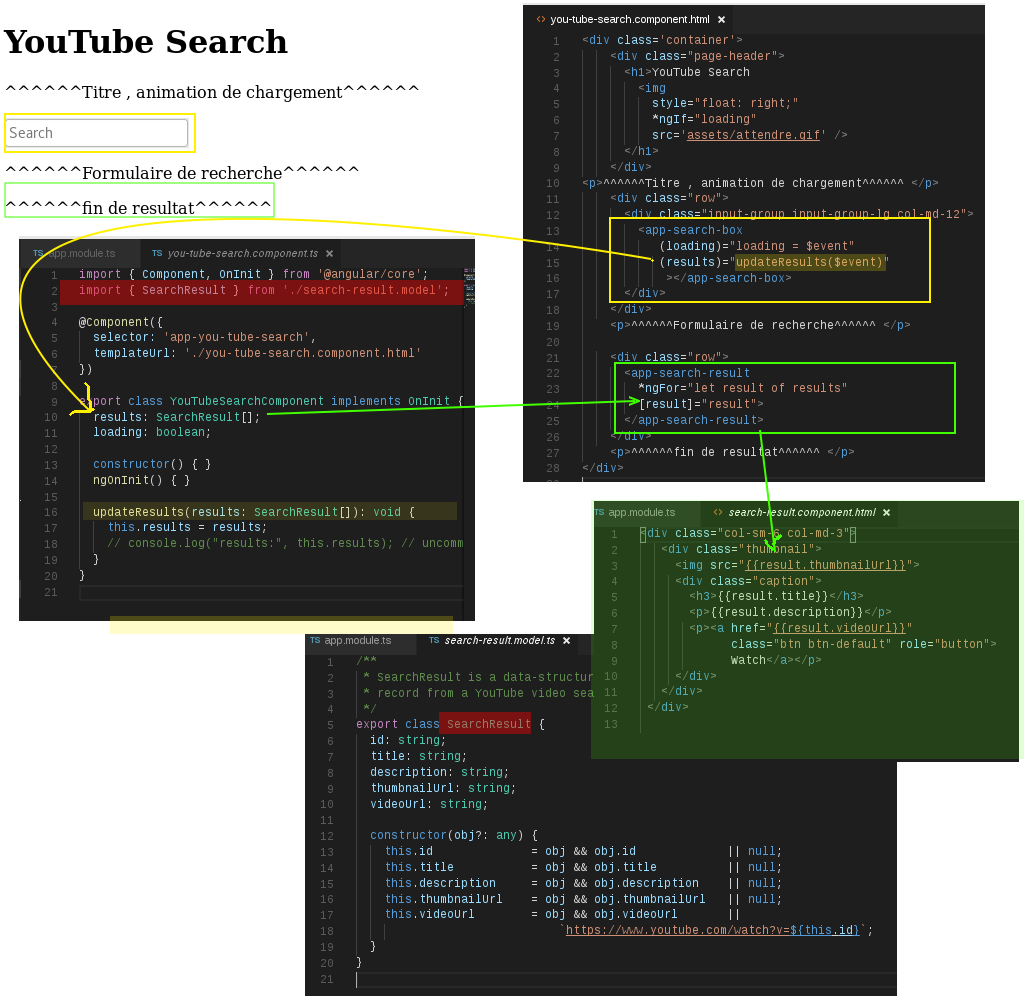 YouTube Search
^^^^^^Titre , animation de chargement^^^^^^
Search
^^^^^^Formulaire de recherche^^^^^^
^^^^^^fin de resultat^^^^^^
you-tube-search.component.html ×
1 <div class='container'>
2 <div class="page-header">
3 <h1>YouTube Search
4 <img
5 style="float: right;"
6 *ngIf="loading"
7 src='assets/attendre.gif' />
8 </h1>
9 </div>
10 <p>^^^^^^Titre , animation de chargement^^^^^^ </p>
11 <div class="row">
12 <div class="input-group input-group-lg col-md-12">
13 <app-search-box
14 (loading)="loading = $event"
15 (results)="updateResults($event)"
16 ></app-search-box>
17 </div>
18 </div>
19 <p>^^^^^^Formulaire de recherche^^^^^^ </p>
20
21 <div class="row">
22 <app-search-result
23 *ngFor="let result of results"
24 [result]="result">
25 </app-search-result>
26 </div>
27 <p>^^^^^^fin de resultat^^^^^^ </p>
28 </div>
TS app.module.ts TS you-tube-search.component.ts ×
1 import { Component, OnInit } from '@angular/core';
2 import { SearchResult } from './search-result.model';
3
4 @Component({
5 selector: 'app-you-tube-search',
6 templateUrl: './you-tube-search.component.html'
7 })
8
9 export class YouTubeSearchComponent implements OnInit {
10 results: SearchResult[];
11 loading: boolean;
12
13 constructor() { }
14 ngOnInit() { }
15
16 updateResults(results: SearchResult[]): void {
17 this.results = results;
18 // console.log("results:", this.results); // uncomm
19 }
20 }
21
TS app.module.ts search-result.component.html ×
1 <div class="col-sm-6 col-md-3">
2 <div class="thumbnail">
3 <img src="{{result.thumbnailUrl}}">
4 <div class="caption">
5 <h3>{{result.title}}</h3>
6 <p>{{result.description}}</p>
7 <p><a href="{{result.videoUrl}}"
8 class="btn btn-default" role="button">
9 Watch</a></p>
10 </div>
11 </div>
12 </div>
13
TS app.module.ts TS search-result.model.ts ×
1 /**
2 * SearchResult is a data-structur
3 * record from a YouTube video sea
4 */
5 export class SearchResult {
6 id: string;
7 title: string;
8 description: string;
9 thumbnailUrl: string;
10 videoUrl: string;
11
12 constructor(obj?: any) {
13 this.id = obj && obj.id || null;
14 this.title = obj && obj.title || null;
15 this.description = obj && obj.description || null;
16 this.thumbnailUrl = obj && obj.thumbnailUrl || null;
17 this.videoUrl = obj && obj.videoUrl ||
18 `https://www.youtube.com/watch?v=${this.id}`;
19 }
20 }
21